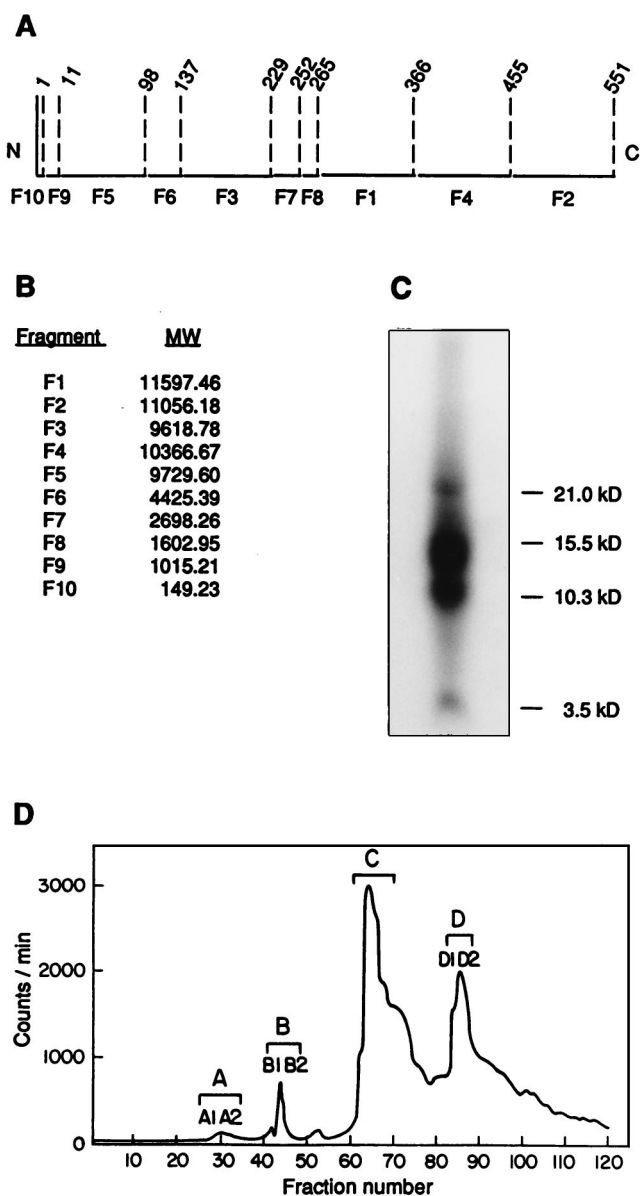 A
1 11 98 137 229 252 265 366 455 551
N C
F10 F9 F5 F6 F3 F7 F8 F1 F4 F2
B
Fragment MW
F1 11597.46
F2 11056.18
F3 9618.78
F4 10366.67
F5 9729.60
F6 4425.39
F7 2698.26
F8 1602.95
F9 1015.21
F10 149.23
C
21.0 kD
15.5 kD
10.3 kD
3.5 kD
D
Counts / min
3000
2000
1000
0
A
A1 A2
B
B1 B2
C
D
D1 D2
10 20 30 40 50 60 70 80 90 100 110 120
Fraction number